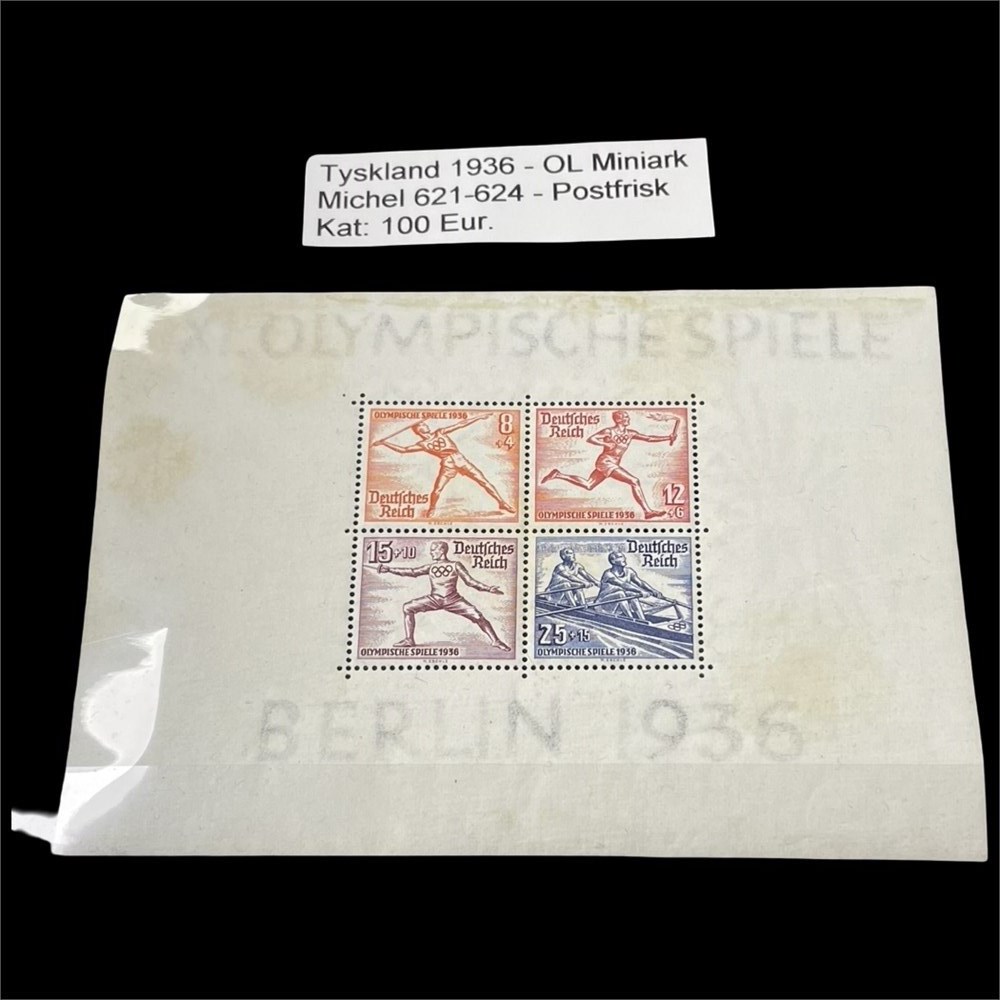 Tyskland 1936 - OL Miniark
Michel 621-624 - Postfrisk
Kat: 100 Eur.
XI. OLYMPISCHE SPIELE
OLYMPISCHE SPIELE 1936
8
+4
Deutsches
Reich
Deutsches
Reich
12
+6
OLYMPISCHE SPIELE 1936
15+10
Deutsches
Reich
OLYMPISCHE SPIELE 1936
Deutsches
Reich
25+15
OLYMPISCHE SPIELE 1936
BERLIN 1936